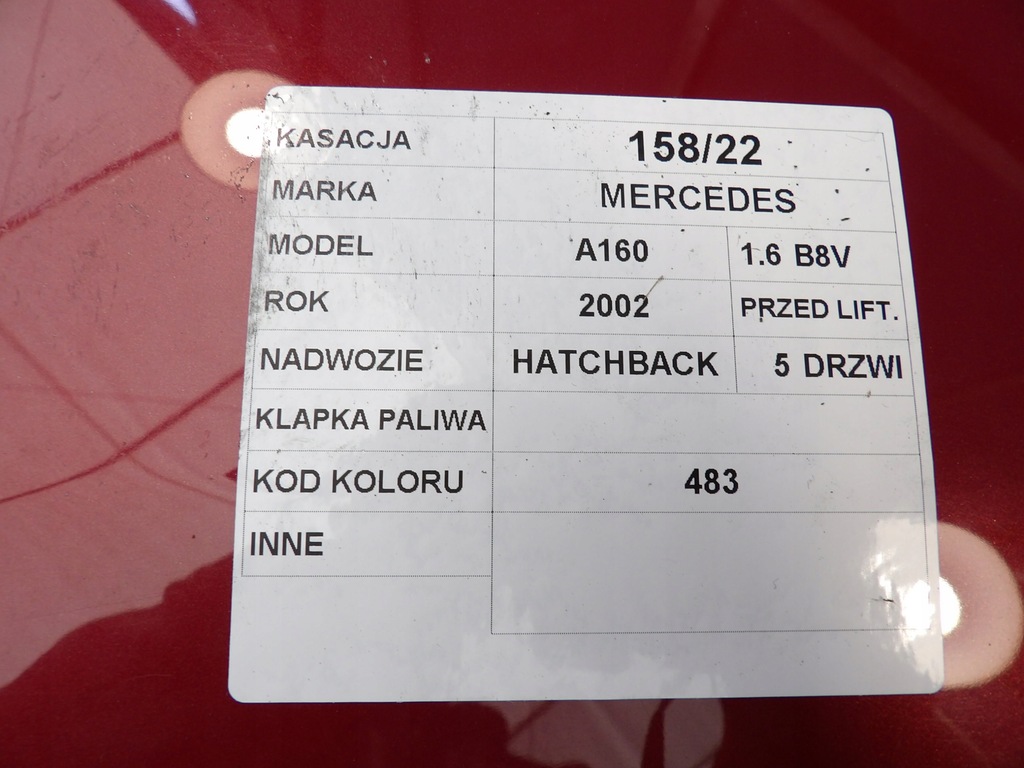 KASACJA 158/22
MARKA MERCEDES
MODEL A160 1.6 B8V
ROK 2002 PRZED LIFT.
NADWOZIE HATCHBACK 5 DRZWI
KLAPKA PALIWA
KOD KOLORU 483
INNE